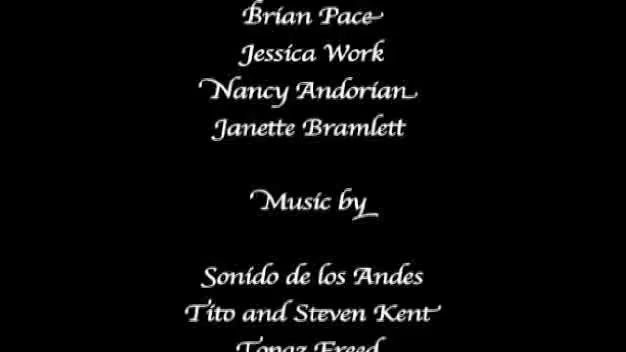 Brian Pace
Jessica Work
Nancy Andorian
Janette Bramlett
Music by
Sonido de los Andes
Tito and Steven Kent
Topaz Freed